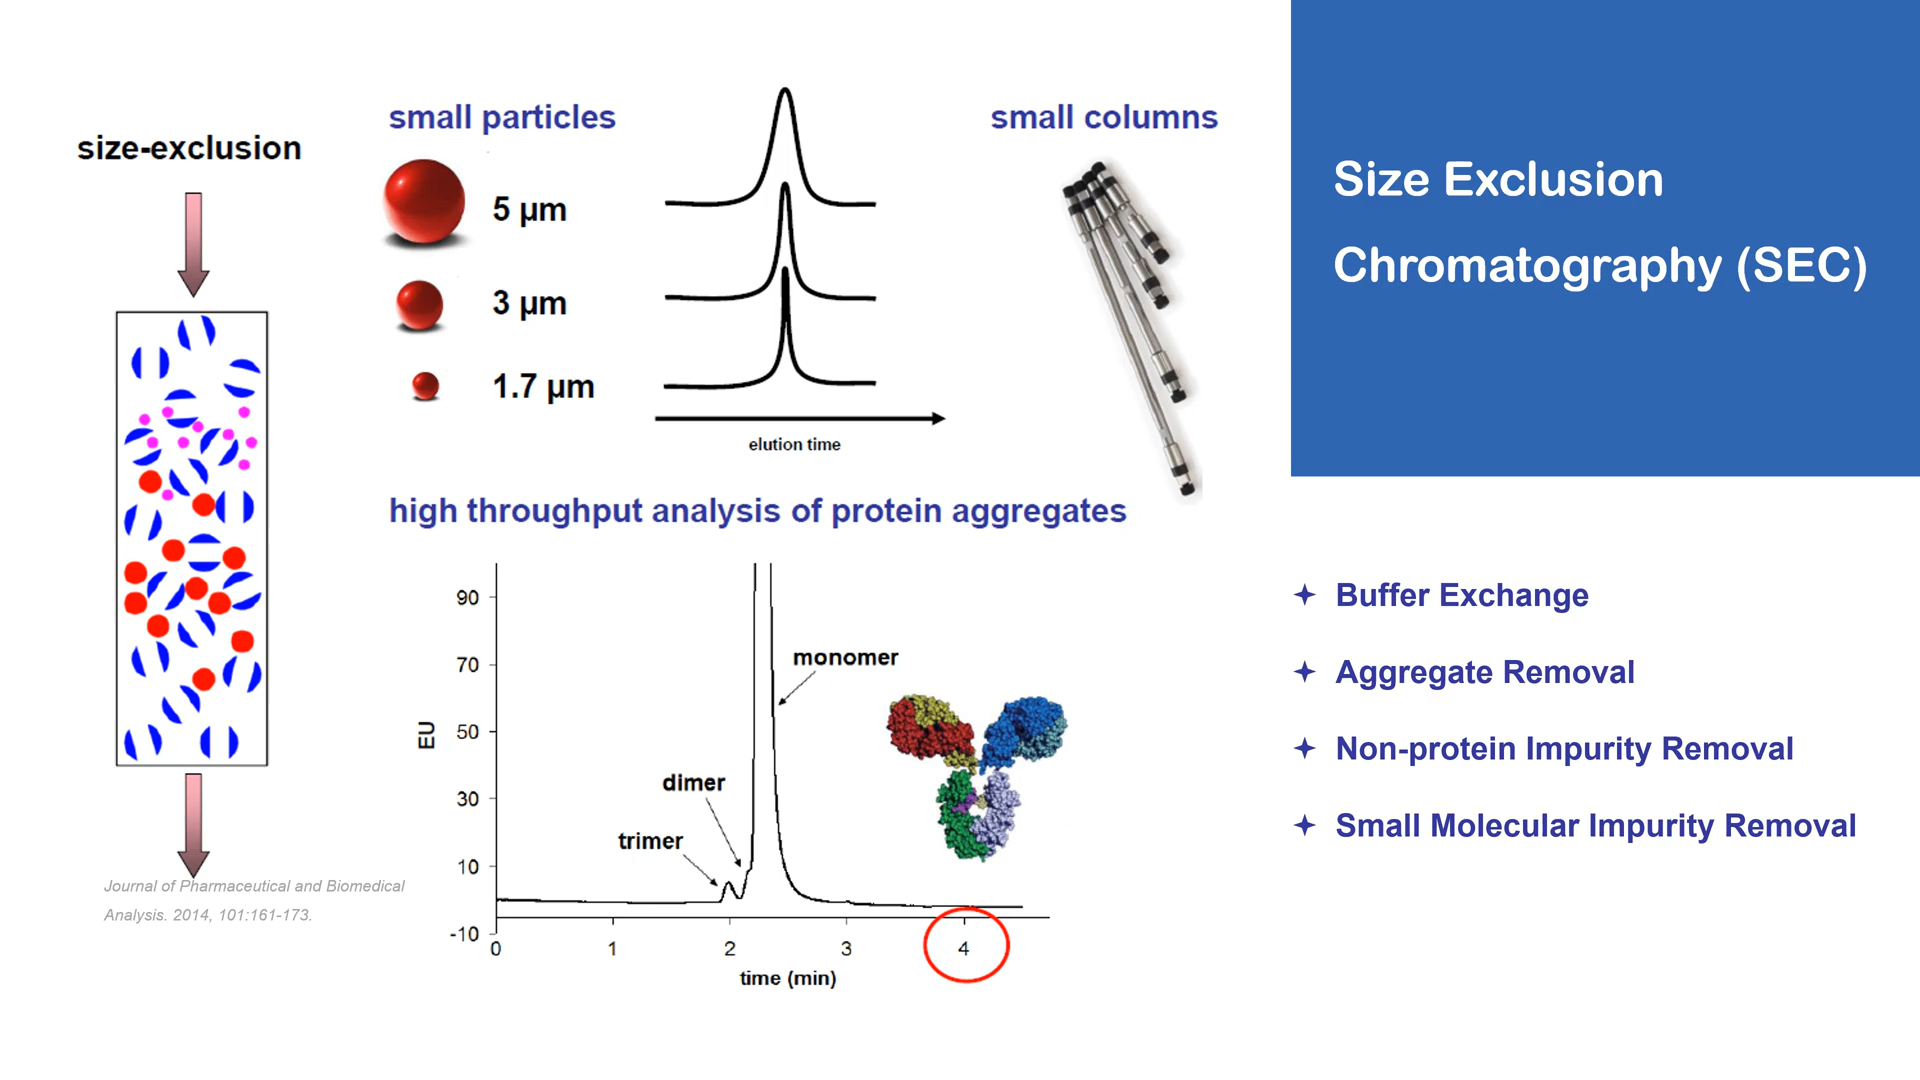 size-exclusion
Journal of Pharmaceutical and Biomedical
Analysis. 2014, 101:161-173.
small particles
5 µm
3 µm
1.7 µm
elution time
small columns
high throughput analysis of protein aggregates
90
70
50
30
10
-10
EU
trimer
dimer
monomer
0 1 2 3 4
time (min)
Size Exclusion
Chromatography (SEC)
Buffer Exchange
Aggregate Removal
Non-protein Impurity Removal
Small Molecular Impurity Removal